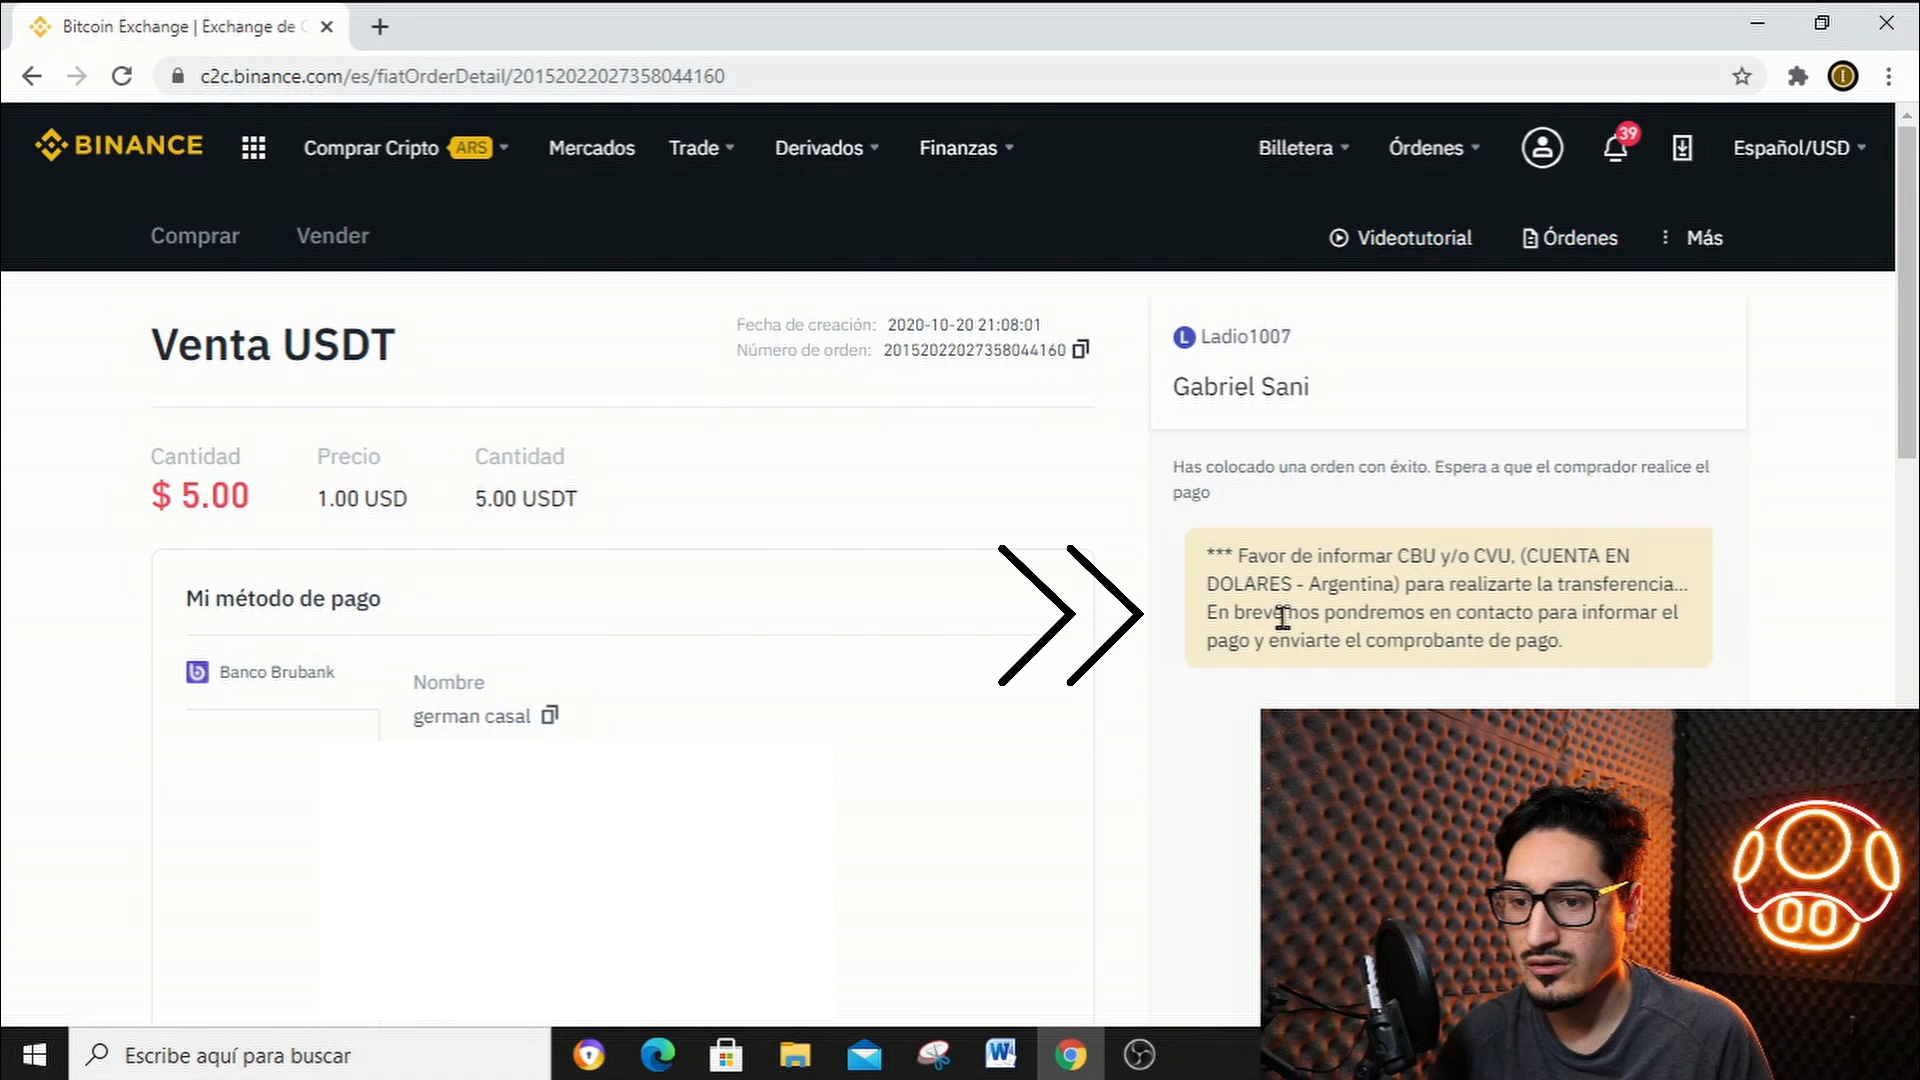 Bitcoin Exchange | Exchange de C
c2c.binance.com/es/fiatOrderDetail/20152022027358044160
BINANCE
Comprar Cripto ARS
Mercados
Trade
Derivados
Finanzas
Billetera
Órdenes
39
Español/USD
Comprar
Vender
Videotutorial
Órdenes
Más
Venta USDT
Fecha de creación: 2020-10-20 21:08:01
Número de orden: 20152022027358044160
L Ladio1007
Gabriel Sani
Cantidad
Precio
Cantidad
$ 5.00
1.00 USD
5.00 USDT
Has colocado una orden con éxito. Espera a que el comprador realice el
pago
*** Favor de informar CBU y/o CVU, (CUENTA EN
DOLARES - Argentina) para realizarte la transferencia...
En breve nos pondremos en contacto para informar el
pago y enviarte el comprobante de pago.
Mi método de pago
b Banco Brubank
Nombre
german casal
Escribe aquí para buscar